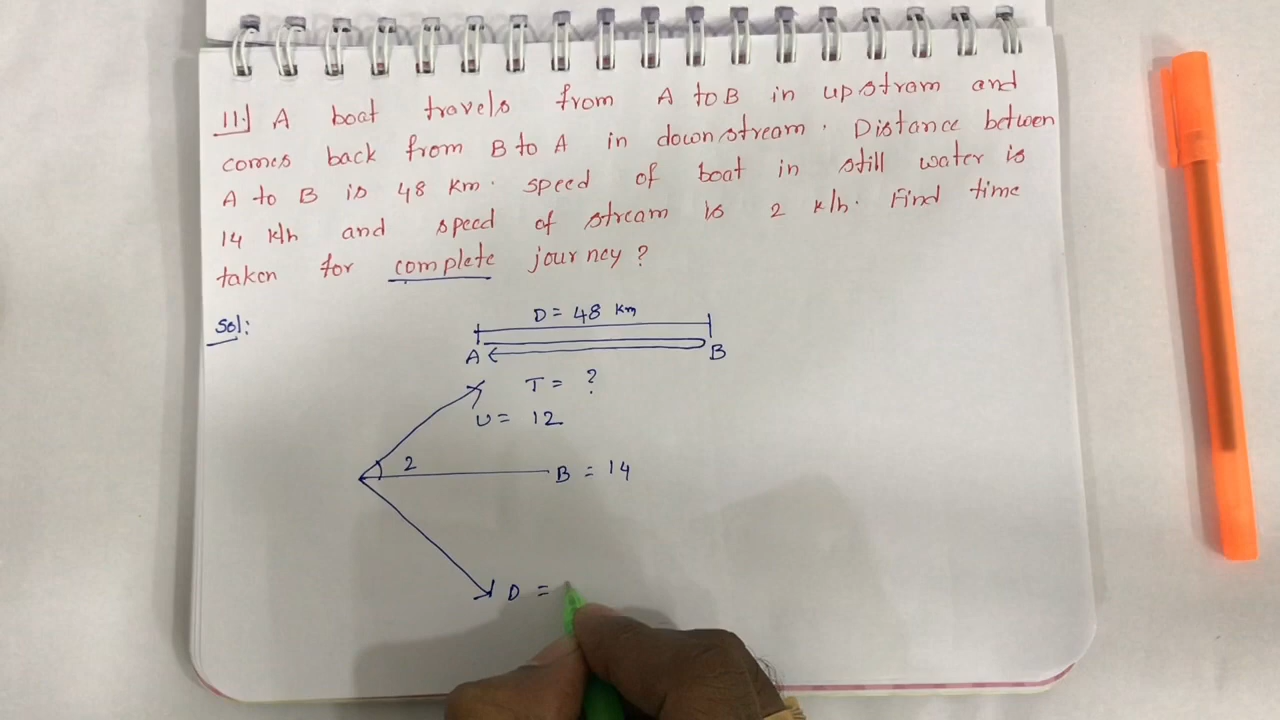 11.) A boat travels from A to B in upstram and
comes back from B to A in downstream. Distance between
A to B is 48 Km. speed of boat in still water is
14 k/h and speed of stream is 2 k/h. Find time
taken for complete journey?
Sol:
D = 48 Km
A B
T = ?
U = 12
2 B = 14
D =